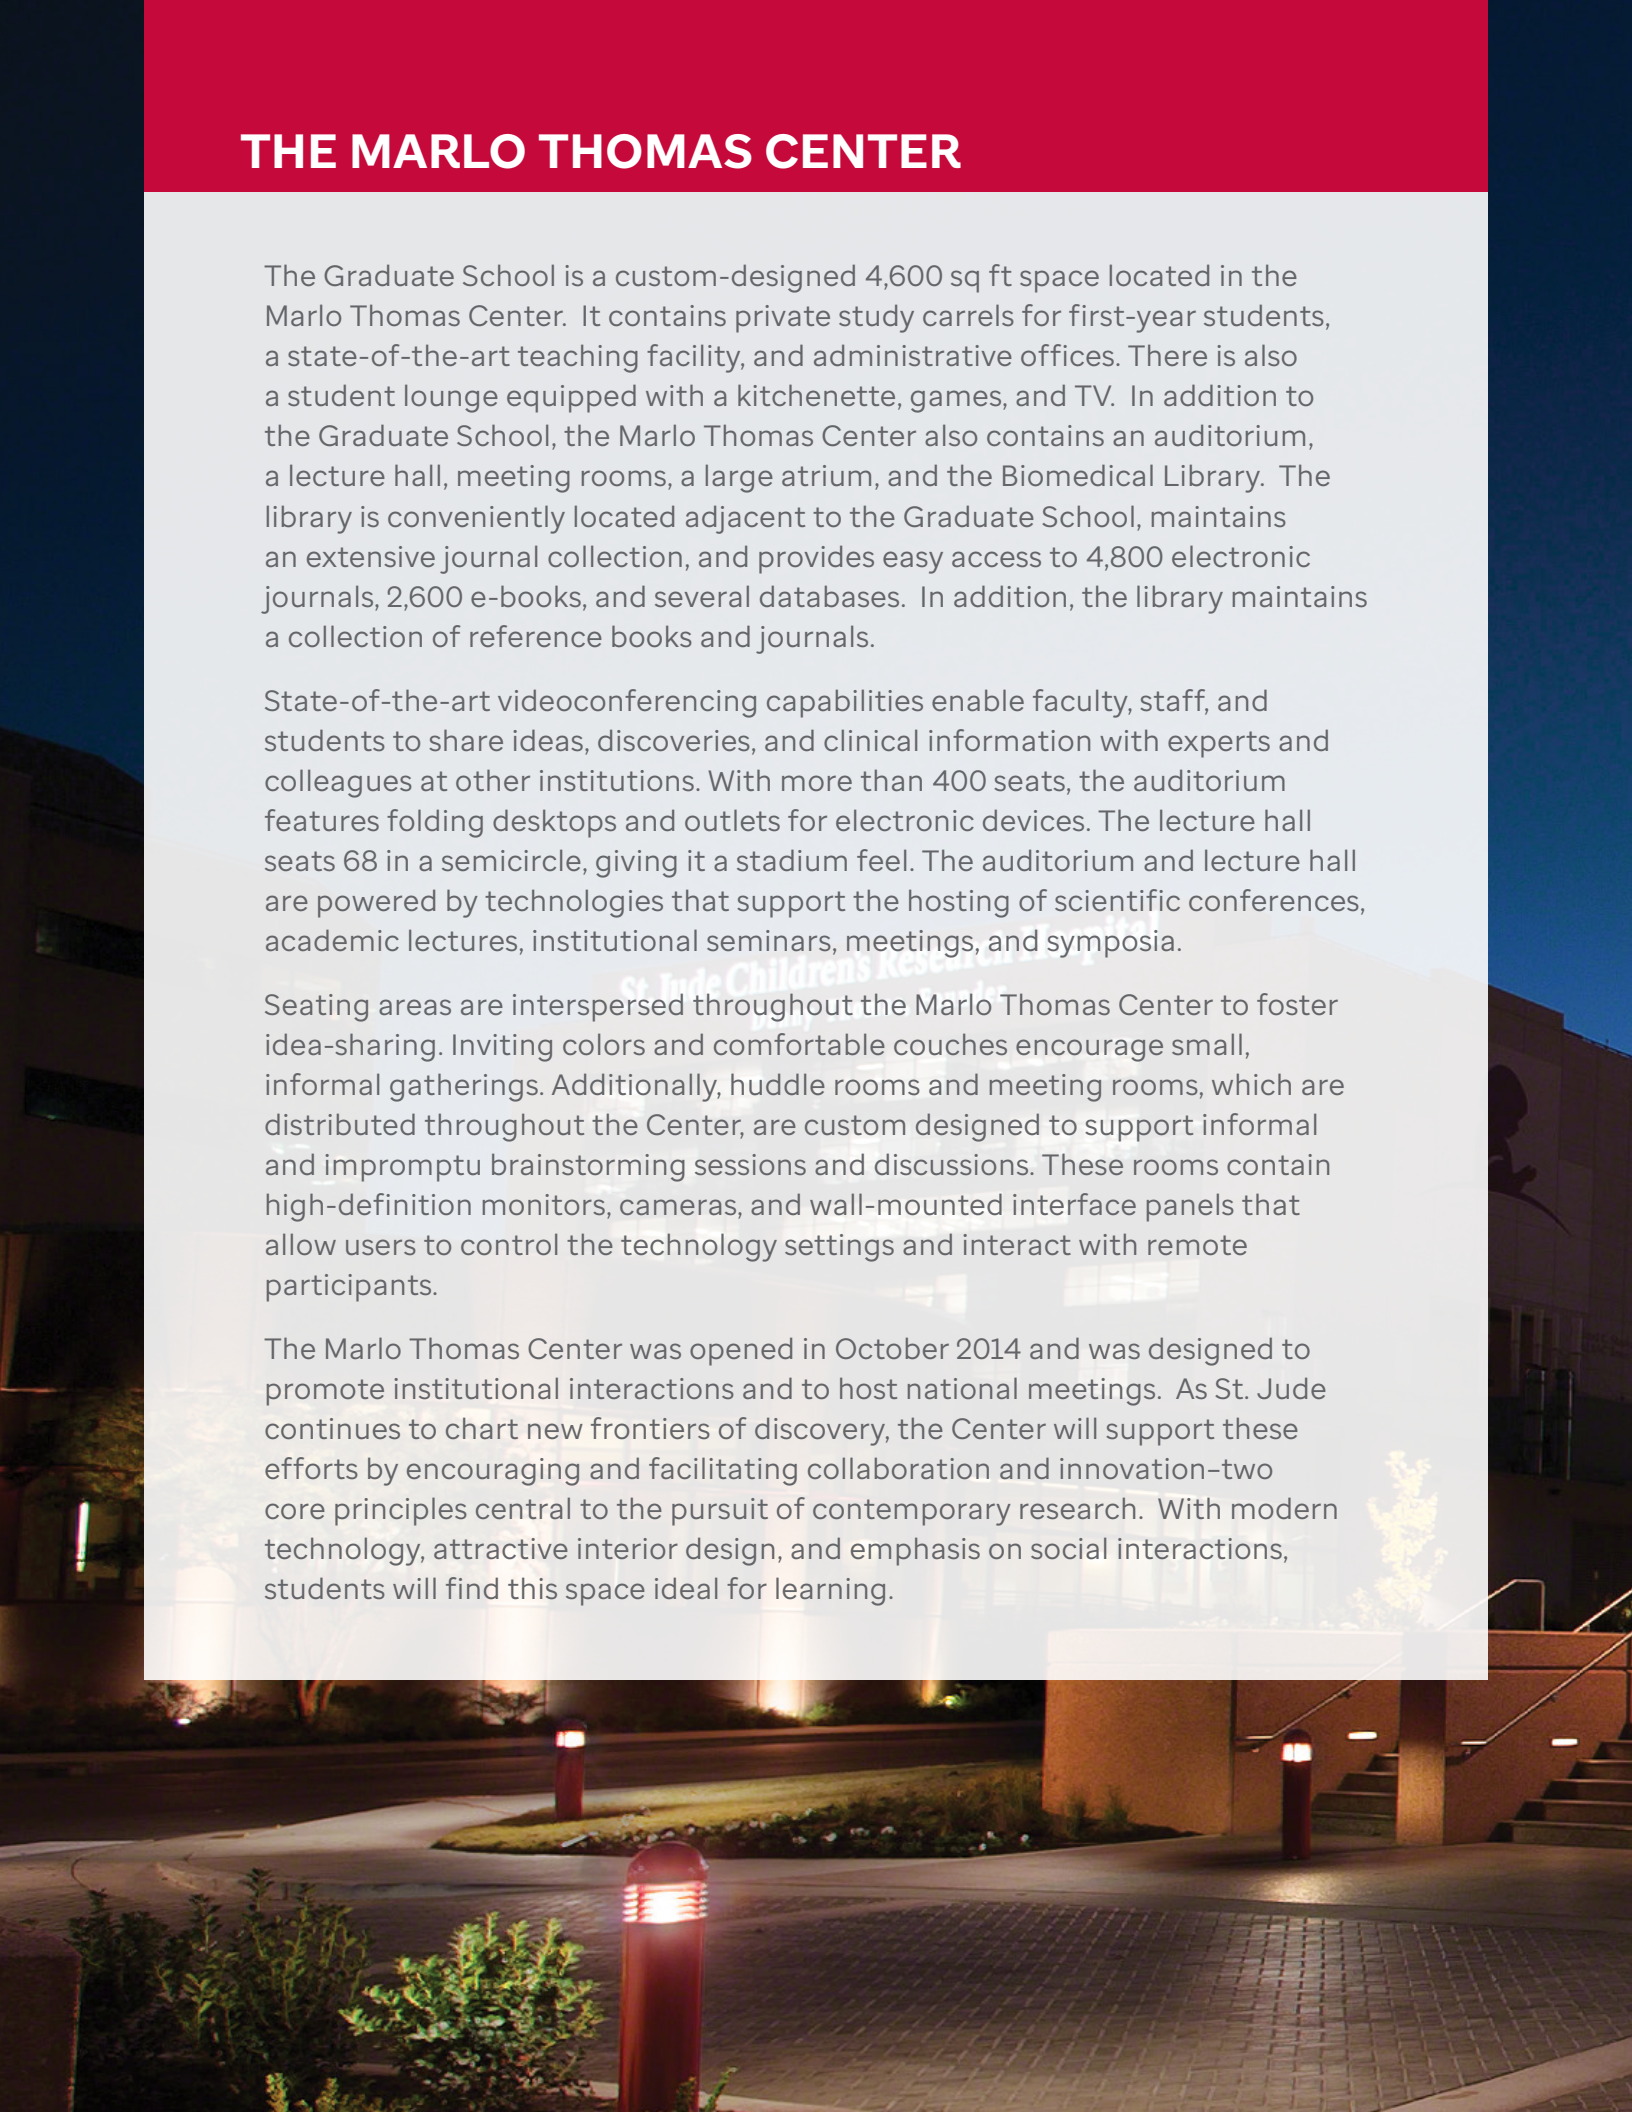 THE MARLO THOMAS CENTER
The Graduate School is a custom-designed 4,600 sq ft space located in the
Marlo Thomas Center.  It contains private study carrels for first-year students,
a state-of-the-art teaching facility, and administrative offices. There is also
a student lounge equipped with a kitchenette, games, and TV.  In addition to
the Graduate School, the Marlo Thomas Center also contains an auditorium,
a lecture hall, meeting rooms, a large atrium, and the Biomedical Library.  The
library is conveniently located adjacent to the Graduate School, maintains
an extensive journal collection, and provides easy access to 4,800 electronic
journals, 2,600 e-books, and several databases.  In addition, the library maintains
a collection of reference books and journals.
State-of-the-art videoconferencing capabilities enable faculty, staff, and
students to share ideas, discoveries, and clinical information with experts and
colleagues at other institutions. With more than 400 seats, the auditorium
features folding desktops and outlets for electronic devices. The lecture hall
seats 68 in a semicircle, giving it a stadium feel. The auditorium and lecture hall
are powered by technologies that support the hosting of scientific conferences,
academic lectures, institutional seminars, meetings, and symposia.
St. Jude Children's Research Hospital
Danny Thomas, Founder
Seating areas are interspersed throughout the Marlo Thomas Center to foster
idea-sharing. Inviting colors and comfortable couches encourage small,
informal gatherings. Additionally, huddle rooms and meeting rooms, which are
distributed throughout the Center, are custom designed to support informal
and impromptu brainstorming sessions and discussions. These rooms contain
high-definition monitors, cameras, and wall-mounted interface panels that
allow users to control the technology settings and interact with remote
participants.
The Marlo Thomas Center was opened in October 2014 and was designed to
promote institutional interactions and to host national meetings.  As St. Jude
continues to chart new frontiers of discovery, the Center will support these
efforts by encouraging and facilitating collaboration and innovation–two
core principles central to the pursuit of contemporary research.  With modern
technology, attractive interior design, and emphasis on social interactions,
students will find this space ideal for learning.